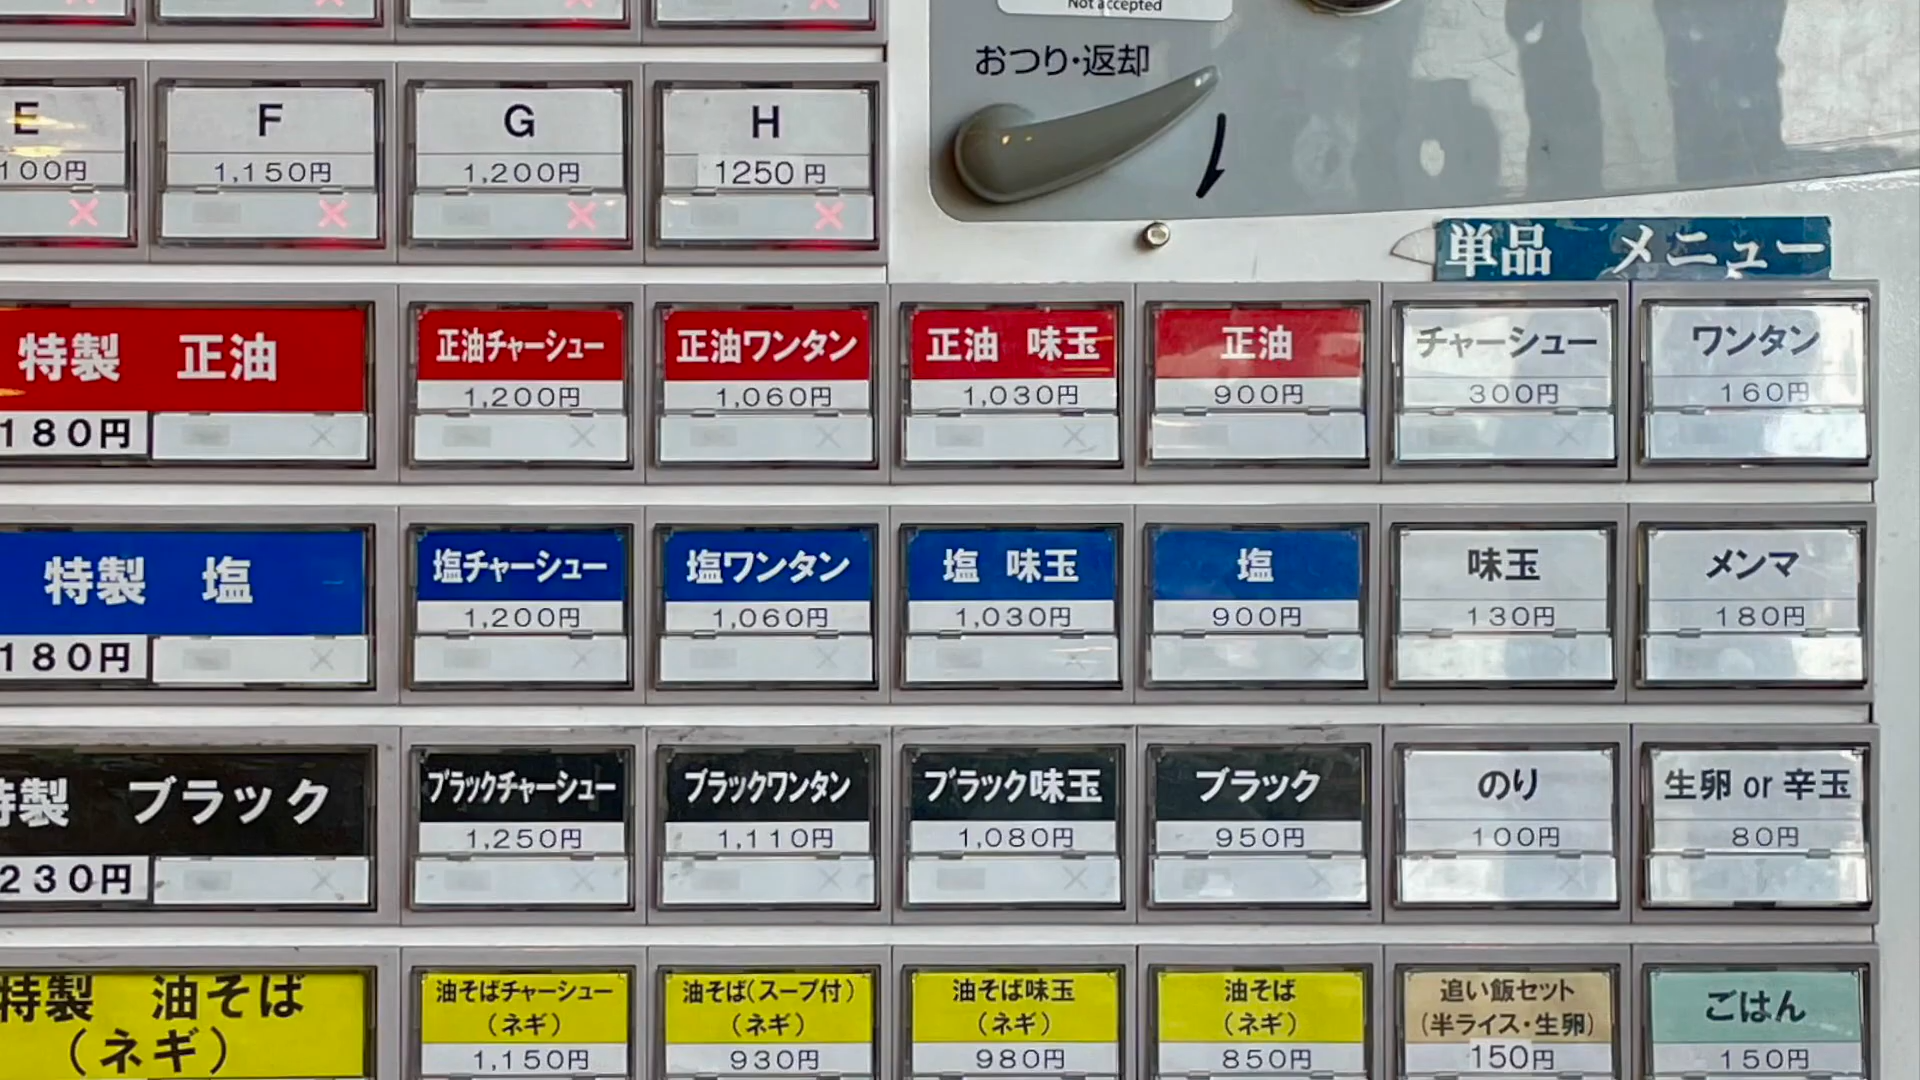 Not accepted
おつり・返却
E F G H
100円 1,150円 1,200円 1250円
× × × ×
単品 メニュー
特製 正油 正油チャーシュー 正油ワンタン 正油 味玉 正油 チャーシュー ワンタン
180円 1,200円 1,060円 1,030円 900円 300円 160円
特製 塩 塩チャーシュー 塩ワンタン 塩 味玉 塩 味玉 メンマ
180円 1,200円 1,060円 1,030円 900円 130円 180円
特製 ブラック ブラックチャーシュー ブラックワンタン ブラック味玉 ブラック のり 生卵 or 辛玉
230円 1,250円 1,110円 1,080円 950円 100円 80円
特製 油そば 油そばチャーシュー 油そば(スープ付) 油そば味玉 油そば 追い飯セット ごはん
(ネギ) (ネギ) (ネギ) (ネギ) (ネギ) (半ライス・生卵)
1,150円 930円 980円 850円 150円 150円